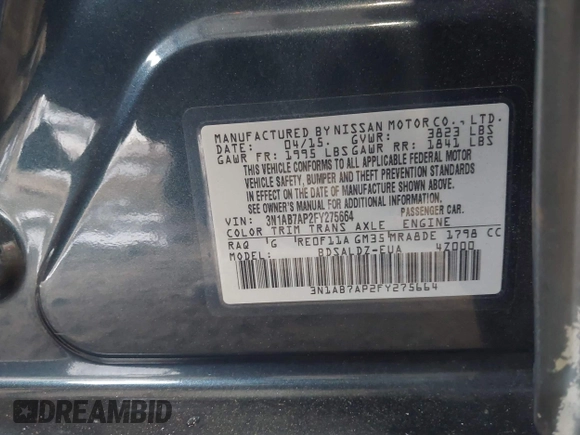 MANUFACTURED BY NISSAN MOTOR CO., LTD.
DATE: 04/15. GVWR: 3823 LBS
GAWR FR: 1995 LBS GAWR RR: 1841 LBS
THIS VEHICLE CONFORMS TO ALL APPLICABLE FEDERAL MOTOR
VEHICLE SAFETY, BUMPER AND THEFT PREVENTION STANDARDS
IN EFFECT ON THE DATE OF MANUFACTURE SHOWN ABOVE.
SEE OWNER'S MANUAL FOR ADDITIONAL INFORMATION.
VIN: 3N1AB7AP2FY275664 PASSENGER CAR.
COLOR TRIM TRANS AXLE ENGINE
RAQ G RE0F11A GM35 MRA8DE 1798 CC
MODEL: BDSALDZ-EUA 4Z000
3N1AB7AP2FY275664
DREAMBID